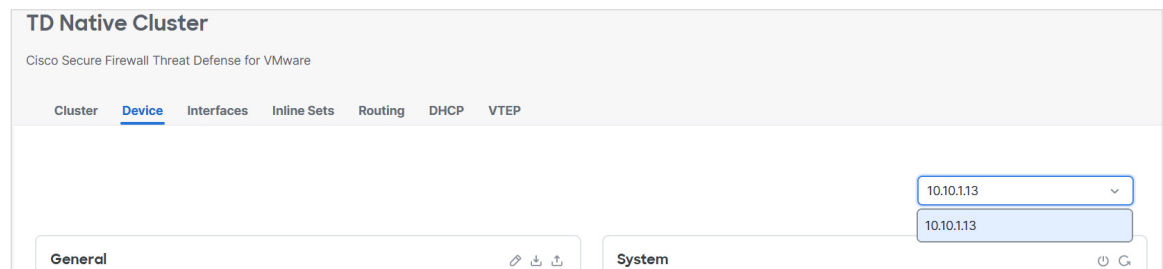 TD Native Cluster
Cisco Secure Firewall Threat Defense for VMware
Cluster Device Interfaces Inline Sets Routing DHCP VTEP
10.10.1.13
10.10.1.13
General System